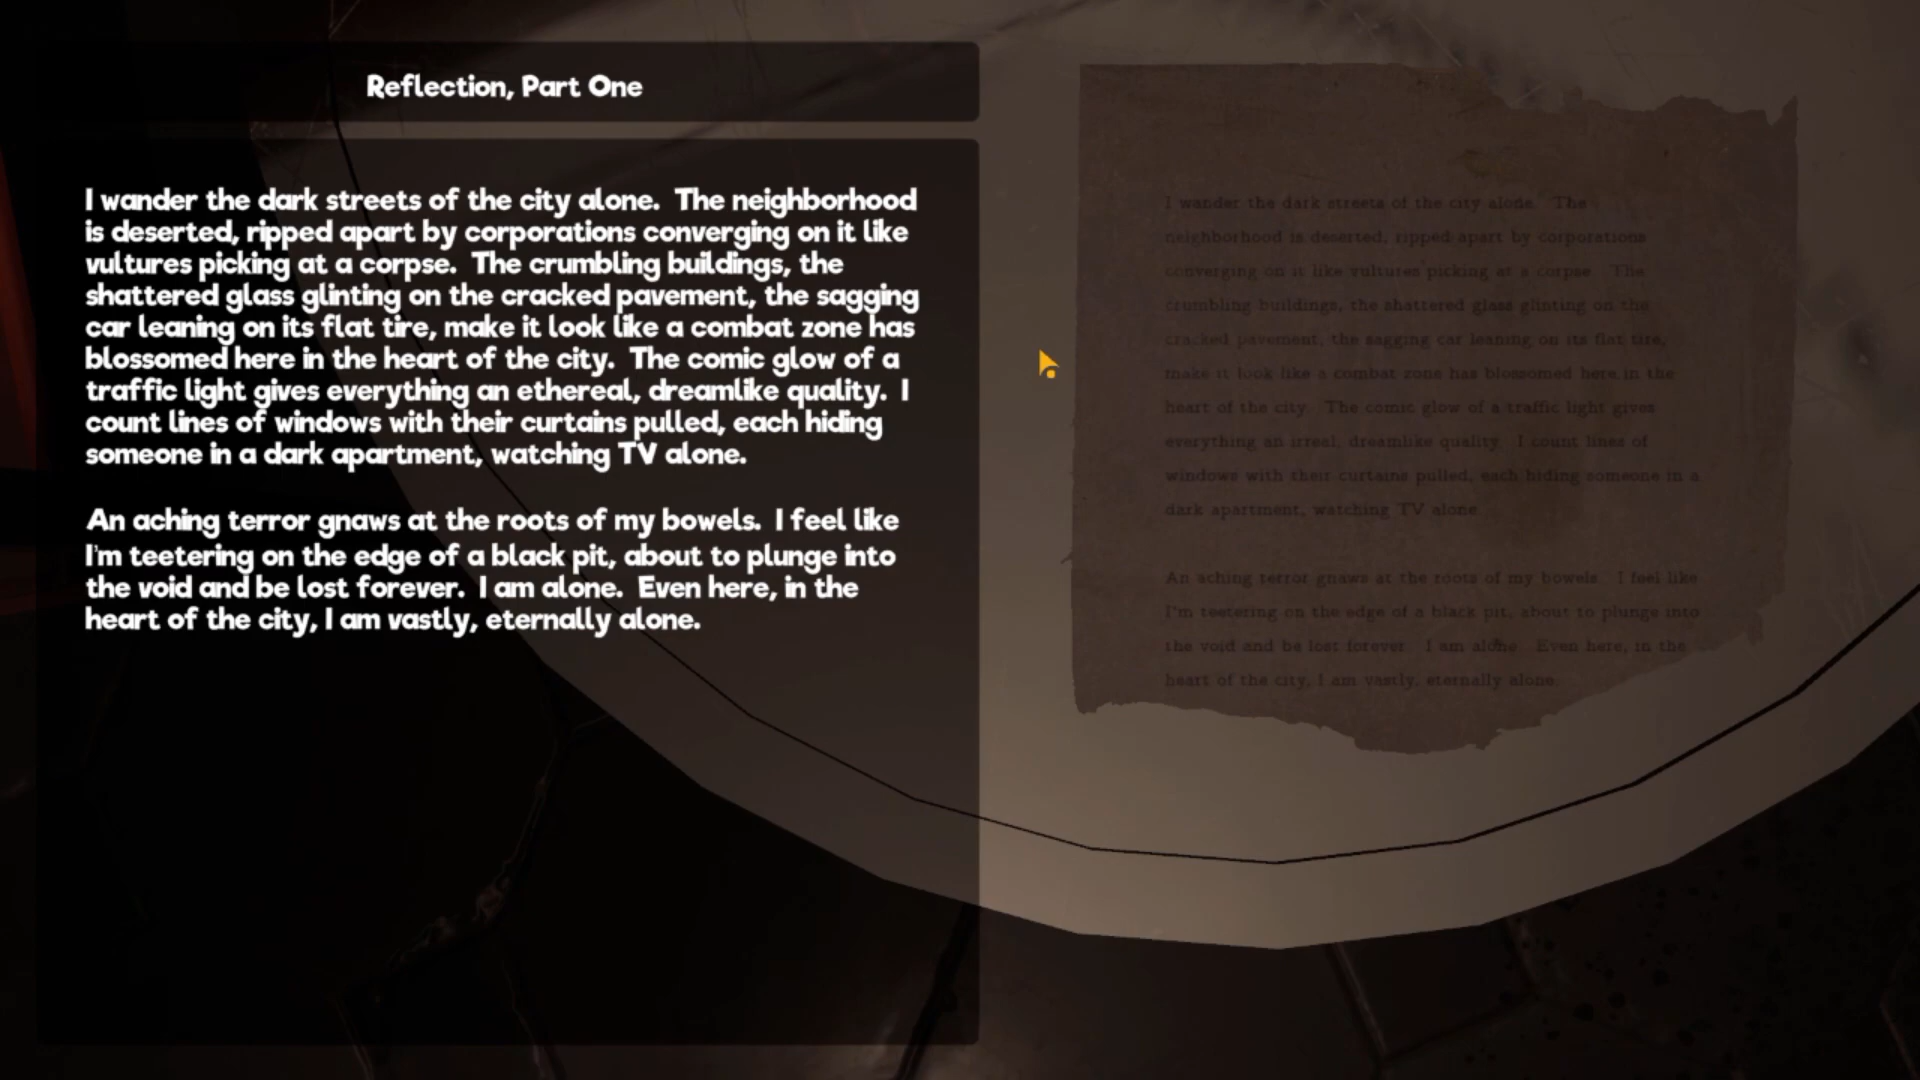 Reflection, Part One
I wander the dark streets of the city alone.  The neighborhood
is deserted, ripped apart by corporations converging on it like
vultures picking at a corpse.  The crumbling buildings, the
shattered glass glinting on the cracked pavement, the sagging
car leaning on its flat tire, make it look like a combat zone has
blossomed here in the heart of the city.  The comic glow of a
traffic light gives everything an ethereal, dreamlike quality.  I
count lines of windows with their curtains pulled, each hiding
someone in a dark apartment, watching TV alone.
An aching terror gnaws at the roots of my bowels.  I feel like
I'm teetering on the edge of a black pit, about to plunge into
the void and be lost forever.  I am alone.  Even here, in the
heart of the city, I am vastly, eternally alone.
I wander the dark streets of the city alone.  The
neighborhood is deserted, ripped apart by corporations
converging on it like vultures picking at a corpse.  The
crumbling buildings, the shattered glass glinting on the
cracked pavement, the sagging car leaning on its flat tire,
make it look like a combat zone has blossomed here in the
heart of the city.  The comic glow of a traffic light gives
everything an irreal, dreamlike quality.  I count lines of
windows with their curtains pulled, each hiding someone in a
dark apartment, watching TV alone.
An aching terror gnaws at the roots of my bowels.  I feel like
I'm teetering on the edge of a black pit, about to plunge into
the void and be lost forever.  I am alone.  Even here, in the
heart of the city, I am vastly, eternally alone.